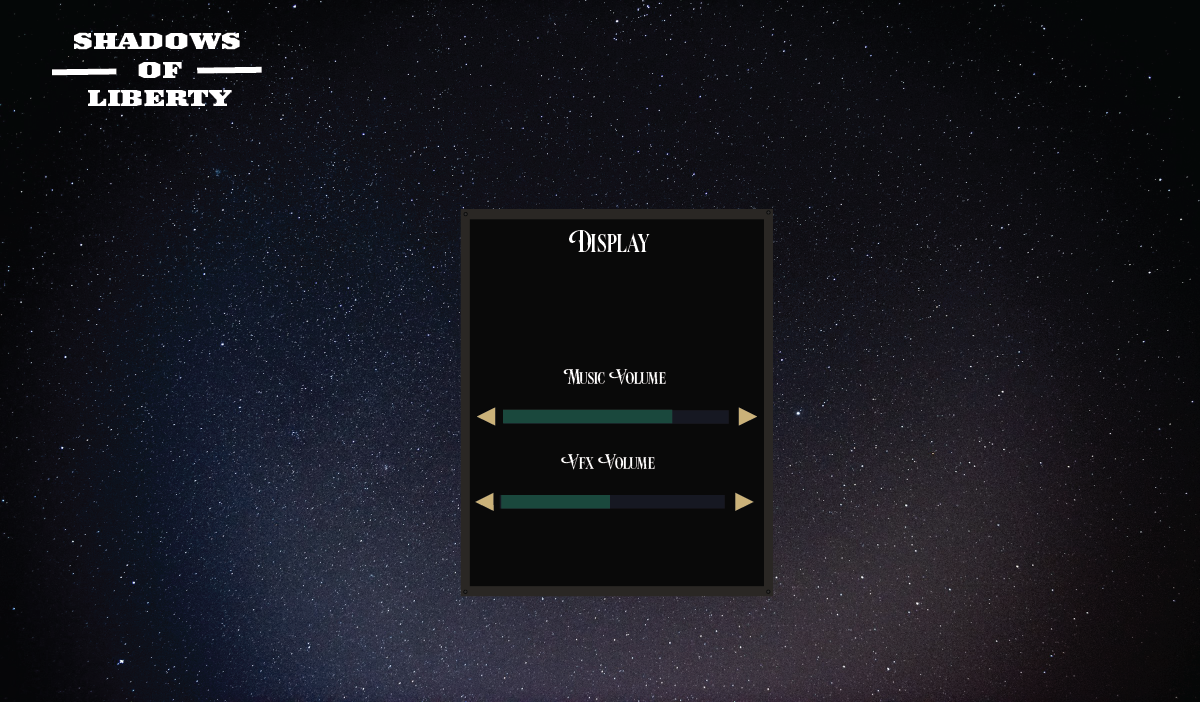 SHADOWS
OF
LIBERTY
Display
Music Volume
Vfx Volume